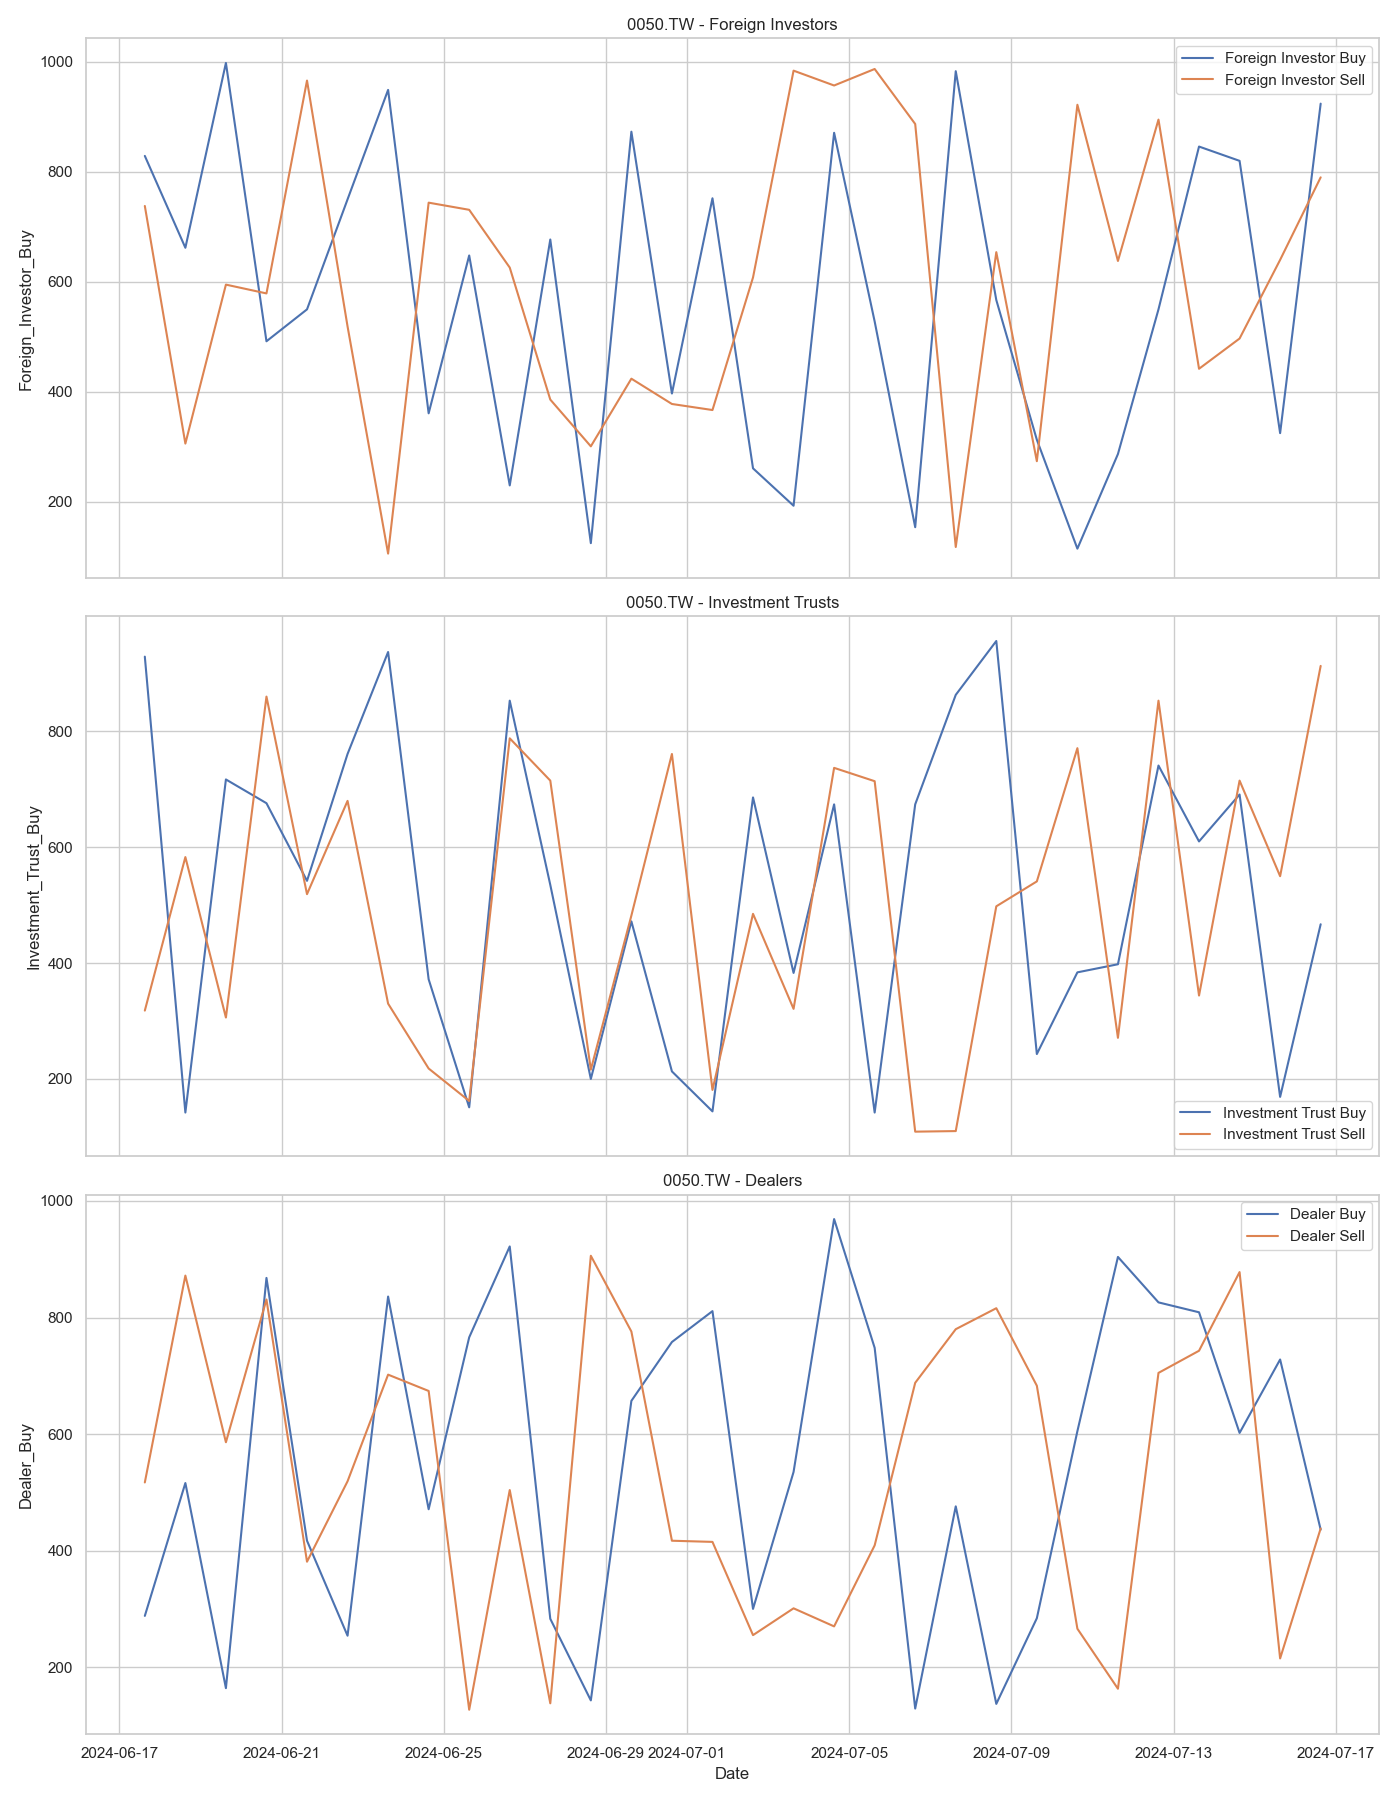 0050.TW - Foreign Investors
Foreign_Investor_Buy
1000
800
600
400
200
Foreign Investor Buy
Foreign Investor Sell
0050.TW - Investment Trusts
Investment_Trust_Buy
800
600
400
200
Investment Trust Buy
Investment Trust Sell
0050.TW - Dealers
Dealer_Buy
1000
800
600
400
200
Dealer Buy
Dealer Sell
2024-06-17 2024-06-21 2024-06-25 2024-06-29 2024-07-01 2024-07-05 2024-07-09 2024-07-13 2024-07-17
Date